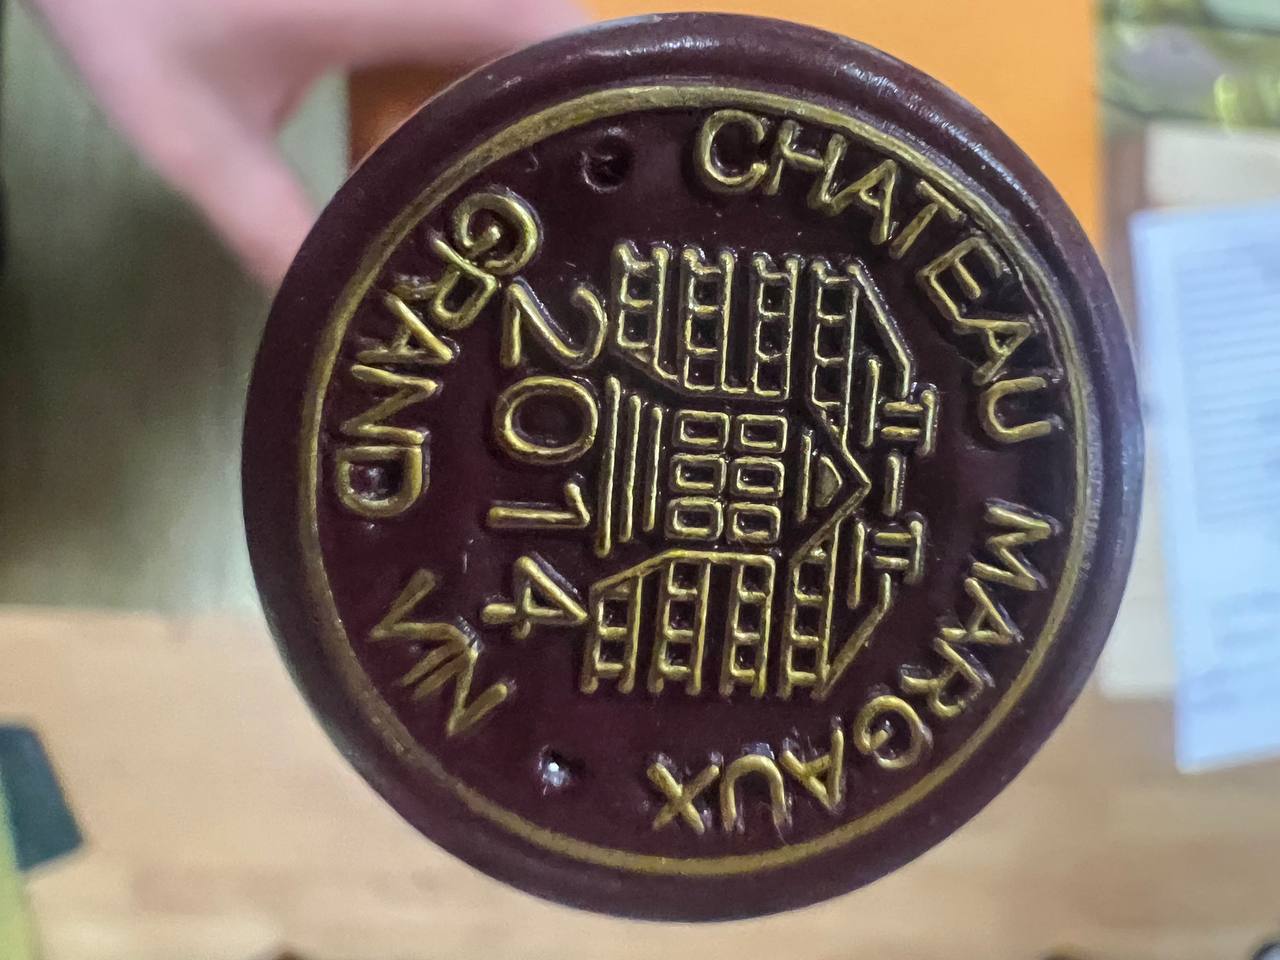 CHATEAU MARGAUX
2014
GRAND VIN